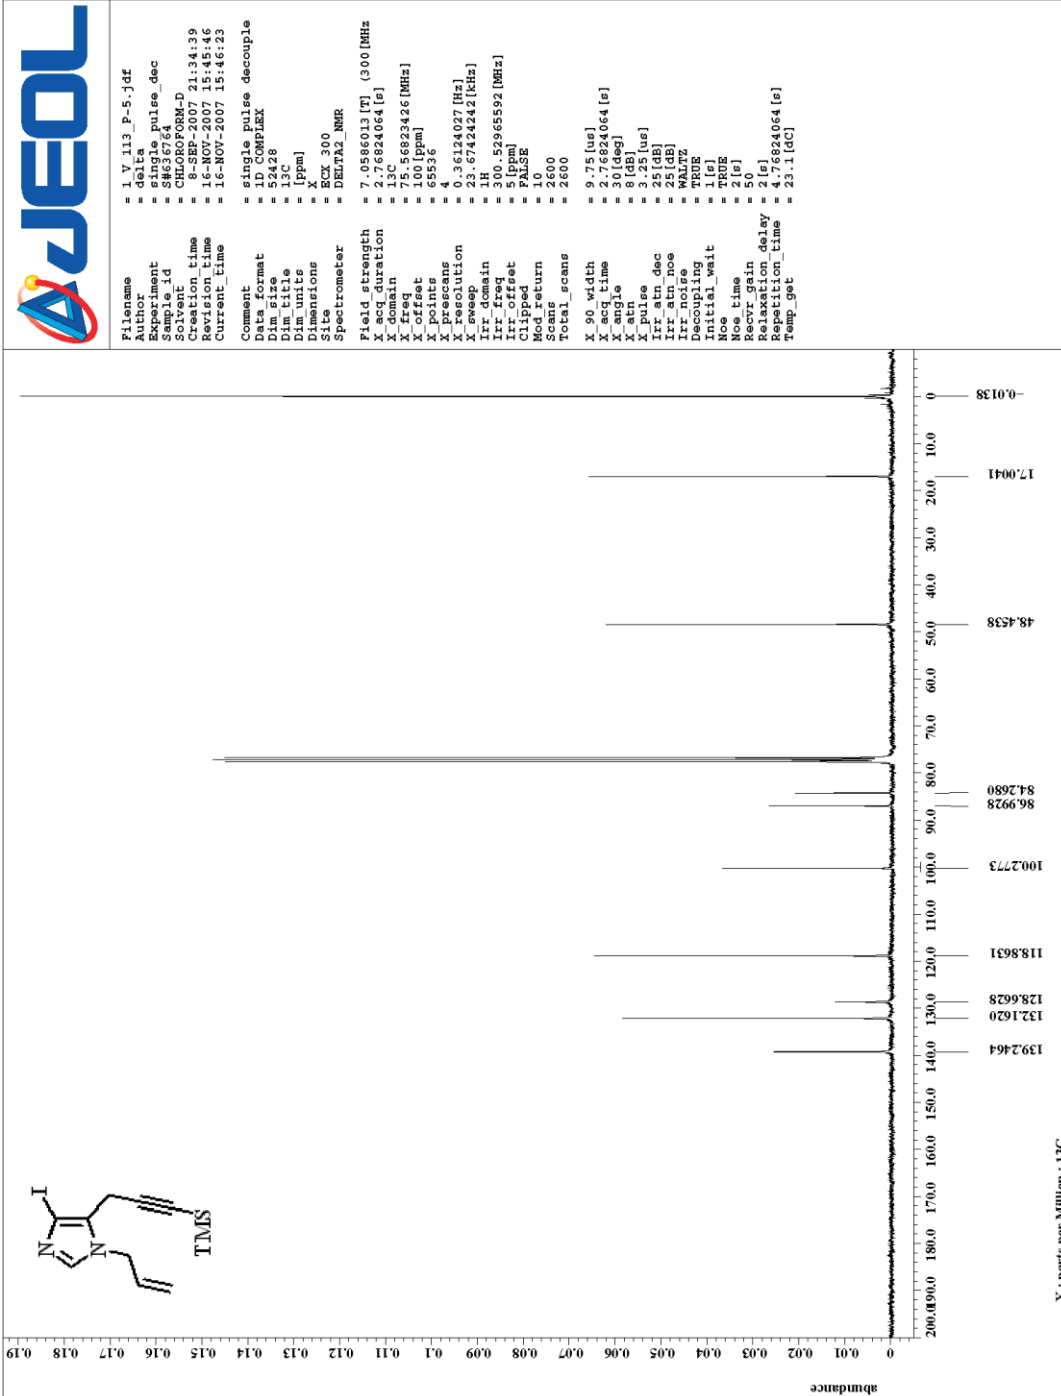 JEOL
Filename = 1_V_113_P-5.jdf
Author = delta
Experiment = single_pulse_dec
Sample_id = S#636764
Solvent = CHLOROFORM-D
Creation_time = 8-SEP-2007 21:34:39
Revision_time = 16-NOV-2007 15:45:46
Current_time = 16-NOV-2007 15:46:23
Comment = single pulse decouple
Data_format = 1D COMPLEX
Dim_size = 52428
Dim_title = 13C
Dim_units = [ppm]
Dimensions = X
Site = ECX 300
Spectrometer = DELTA2_NMR
Field_strength = 7.0586013[T] (300[MHz
X_acq_duration = 2.76824064[s]
X_domain = 13C
X_freq = 75.56823426[MHz]
X_offset = 100[ppm]
X_points = 65536
X_prescans = 4
X_resolution = 0.36124027[Hz]
X_sweep = 23.67424242[kHz]
Irr_domain = 1H
Irr_freq = 300.52965592[MHz]
Irr_offset = 5[ppm]
Clipped = FALSE
Mod_return = 10
Scans = 2600
Total_scans = 2600
X_90_width = 9.75[us]
X_acq_time = 2.76824064[s]
X_angle = 30[deg]
X_atn = 8[dB]
X_pulse = 3.25[us]
Irr_atn_dec = 25[dB]
Irr_atn_noe = 25[dB]
Irr_noise = WALTZ
Decoupling = TRUE
Initial_wait = 1[s]
Noe = TRUE
Noe_time = 2[s]
Recvr_gain = 50
Relaxation_delay = 2[s]
Repetition_time = 4.76824064[s]
Temp_get = 23.1[dC]
I
N
N
TMS
abundance
0 0.01 0.02 0.03 0.04 0.05 0.06 0.07 0.08 0.09 0.1 0.11 0.12 0.13 0.14 0.15 0.16 0.17 0.18 0.19
200.0 190.0 180.0 170.0 160.0 150.0 140.0 130.0 120.0 110.0 100.0 90.0 80.0 70.0 60.0 50.0 40.0 30.0 20.0 10.0 0
139.2464
132.1620
128.6628
118.8631
100.2773
86.9928
84.2680
48.4538
17.0041
-0.0138
X : parts per Million : 13C